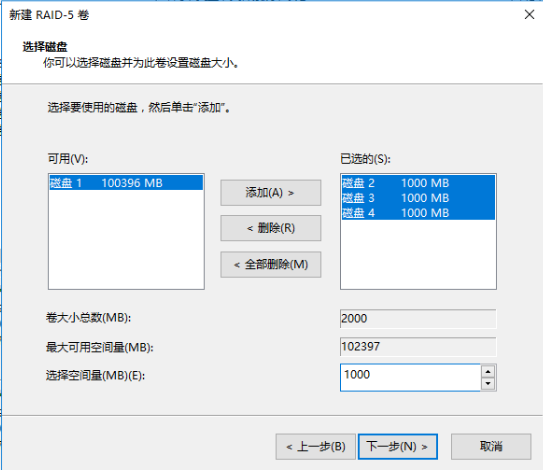 新建 RAID-5 卷
选择磁盘
你可以选择磁盘并为此卷设置磁盘大小。
选择要使用的磁盘，然后单击“添加”。
可用(V):
已选的(S):
磁盘 1 100396 MB
添加(A) >
< 删除(R)
< 全部删除(M)
磁盘 2 1000 MB
磁盘 3 1000 MB
磁盘 4 1000 MB
卷大小总数(MB): 2000
最大可用空间量(MB): 102397
选择空间量(MB)(E): 1000
< 上一步(B) 下一步(N) > 取消